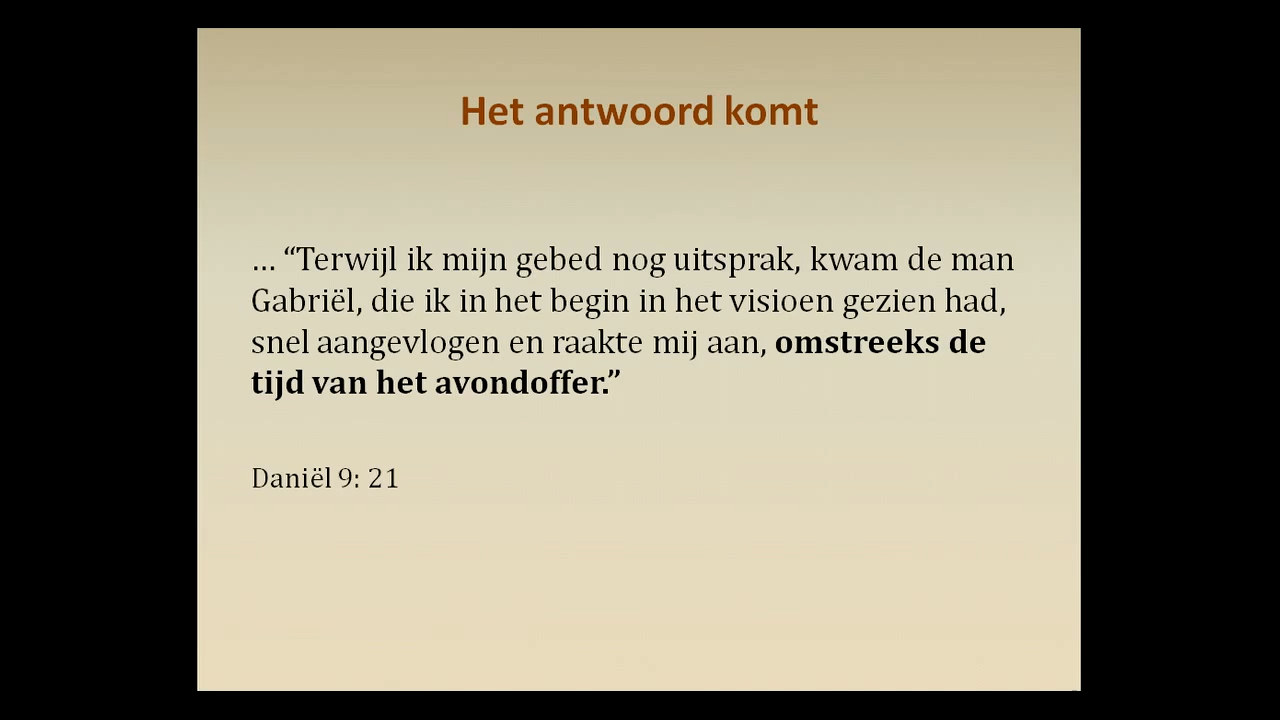 Het antwoord komt
… “Terwijl ik mijn gebed nog uitsprak, kwam de man
Gabriël, die ik in het begin in het visioen gezien had,
snel aangevlogen en raakte mij aan, omstreeks de
tijd van het avondoffer.”
Daniël 9: 21